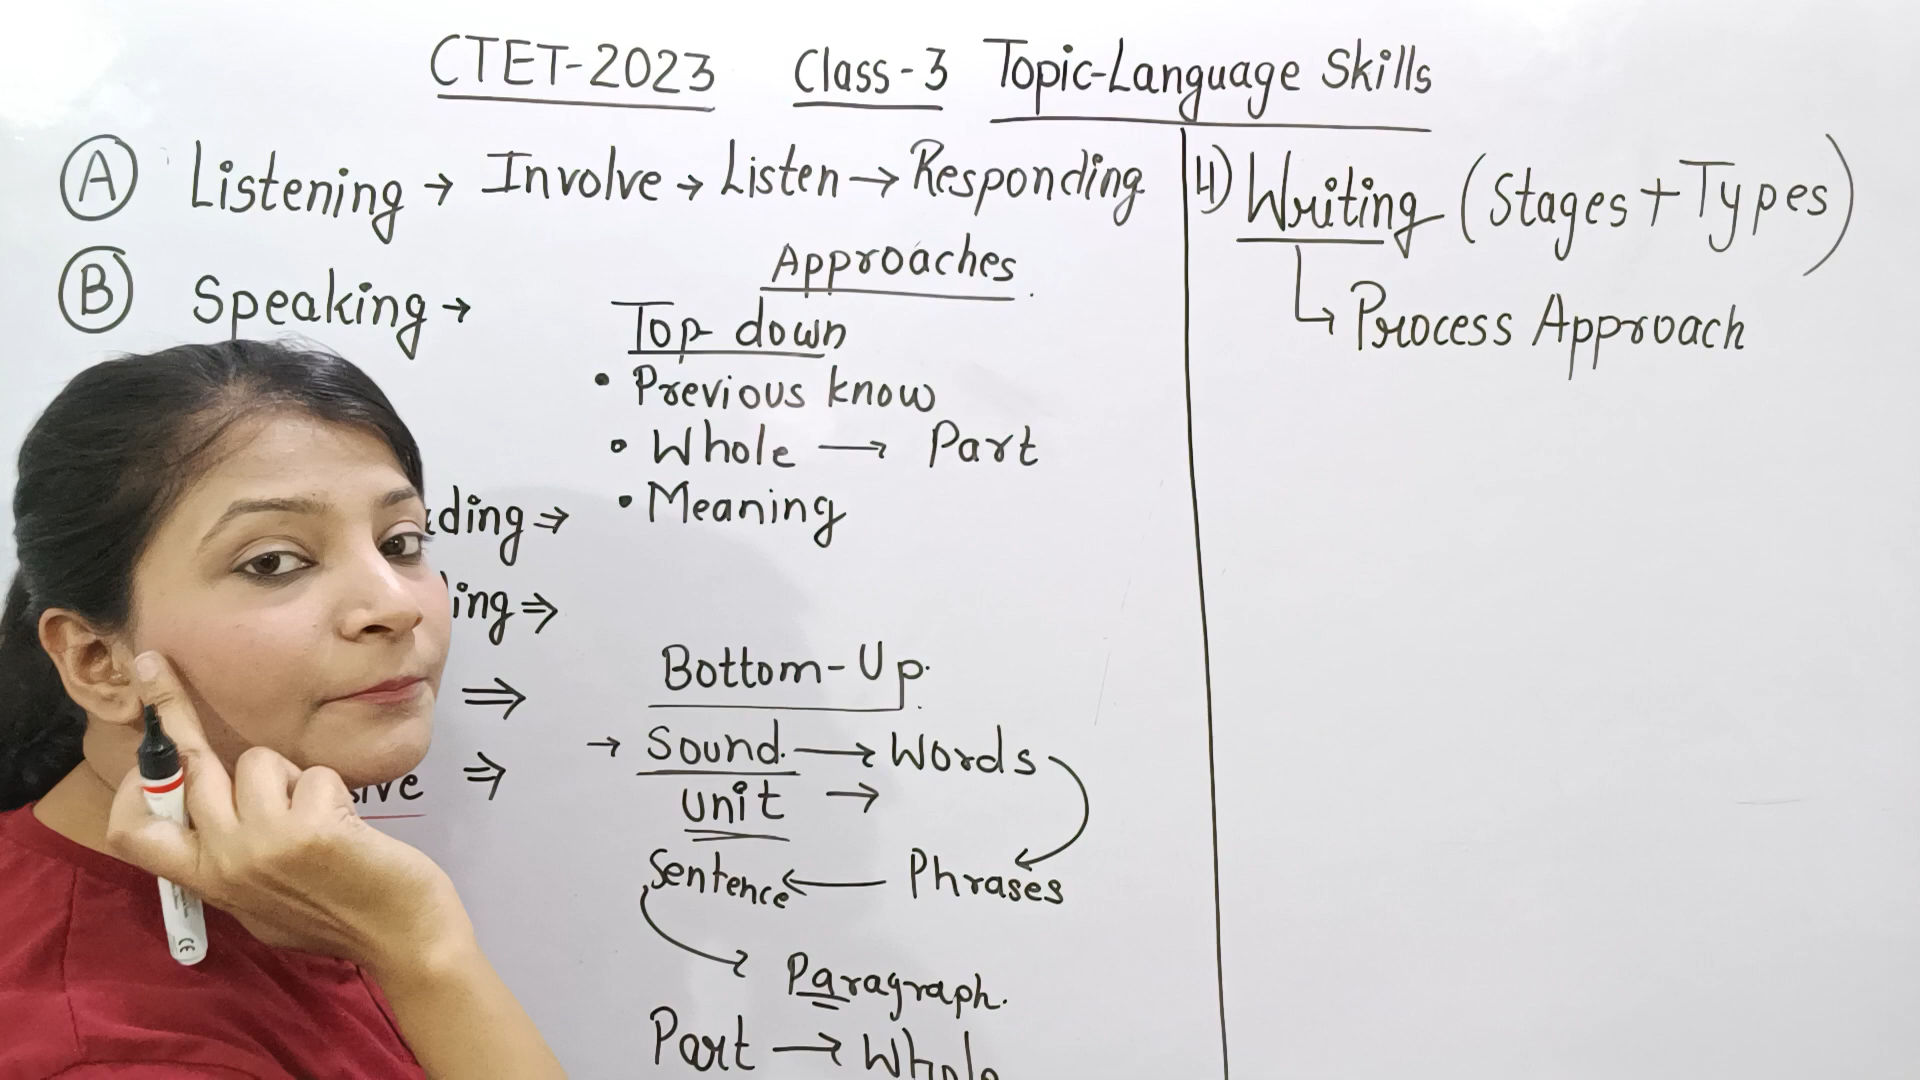 CTET-2023 Class-3 Topic-Language Skills
A Listening → Involve → Listen → Responding
B Speaking →
Approaches
Top down
• Previous know
• Whole → Part
• Meaning
ding ⇒
ing ⇒
⇒
sive ⇒
Bottom-Up.
→ Sound. → Words
Unit →
Sentence ← Phrases
Paragraph.
Part → Whole
4) Writing (Stages + Types)
↳ Process Approach
CE